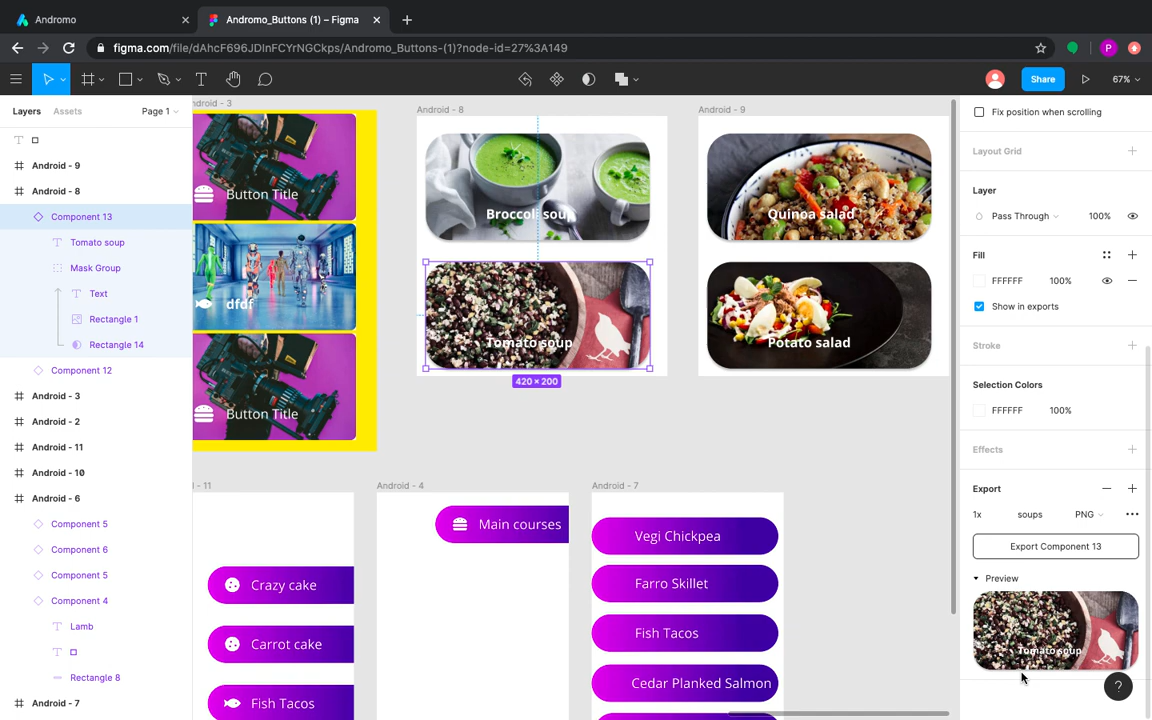 Andromo
Andromo_Buttons (1) – Figma
figma.com/file/dAhcF696JDInFCYrNGCkps/Andromo_Buttons-(1)?node-id=27%3A149
P
Share
67%
Layers
Assets
Page 1
Android - 9
Android - 8
Component 13
Tomato soup
Mask Group
Text
Rectangle 1
Rectangle 14
Component 12
Android - 3
Android - 2
Android - 11
Android - 10
Android - 6
Component 5
Component 6
Component 5
Component 4
Lamb
Rectangle 8
Android - 7
ndroid - 3
Button Title
dfdf
Button Title
Android - 8
Broccoli soup
Tomato soup
420 × 200
Android - 9
Quinoa salad
Potato salad
- 11
Crazy cake
Carrot cake
Fish Tacos
Android - 4
Main courses
Android - 7
Vegi Chickpea
Farro Skillet
Fish Tacos
Cedar Planked Salmon
Fix position when scrolling
Layout Grid
Layer
Pass Through
100%
Fill
FFFFFF
100%
Show in exports
Stroke
Selection Colors
FFFFFF
100%
Effects
Export
1x
soups
PNG
Export Component 13
Preview
Tomato soup
?